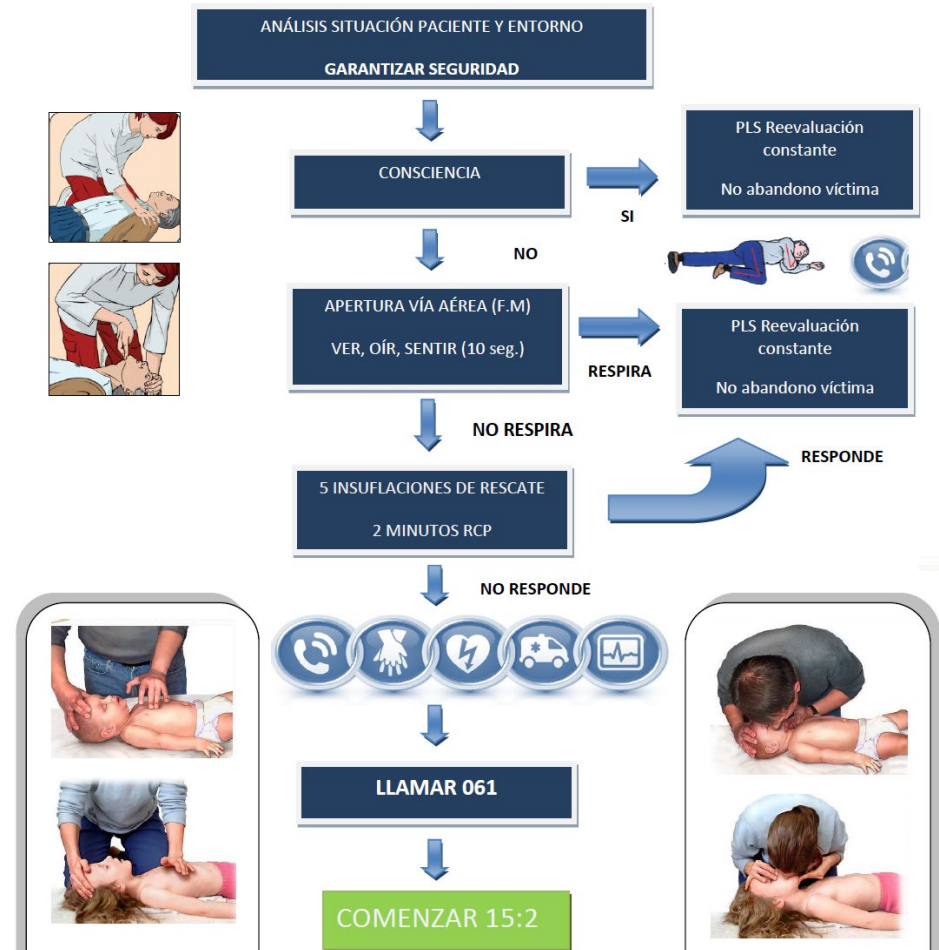 ANÁLISIS SITUACIÓN PACIENTE Y ENTORNO
GARANTIZAR SEGURIDAD
CONSCIENCIA
SI
PLS Reevaluación
constante
No abandono víctima
NO
APERTURA VÍA AÉREA (F.M)
VER, OÍR, SENTIR (10 seg.)
RESPIRA
PLS Reevaluación
constante
No abandono víctima
NO RESPIRA
RESPONDE
5 INSUFLACIONES DE RESCATE
2 MINUTOS RCP
NO RESPONDE
LLAMAR 061
COMENZAR 15:2